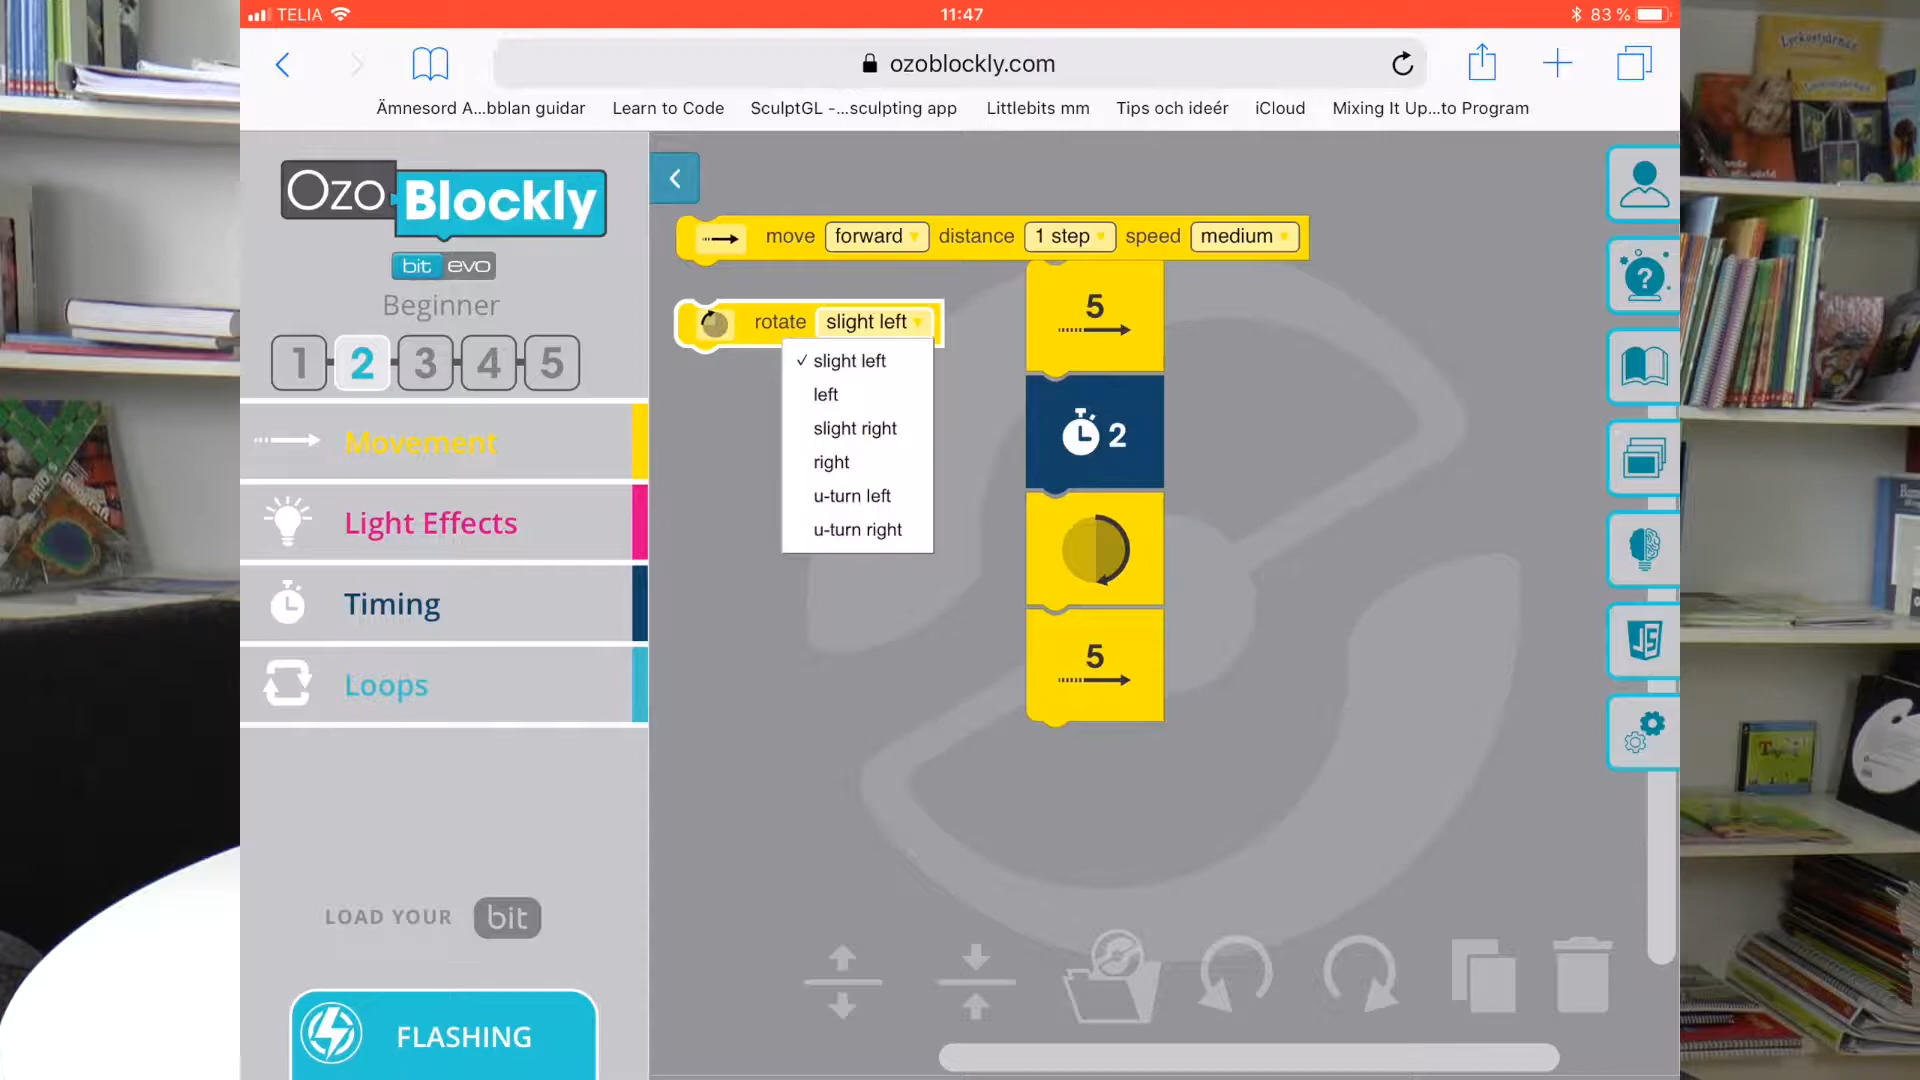 TELIA 11:47 83 %
ozoblockly.com
Ämnesord A...bblan guidar Learn to Code SculptGL -...sculpting app Littlebits mm Tips och ideér iCloud Mixing It Up...to Program
Ozo Blockly
bit evo
Beginner
1 2 3 4 5
Movement
Light Effects
Timing
Loops
LOAD YOUR bit
FLASHING
move forward distance 1 step speed medium
rotate slight left
✓ slight left
left
slight right
right
u-turn left
u-turn right
5
2
5
?
JS
Lyckostjärnan